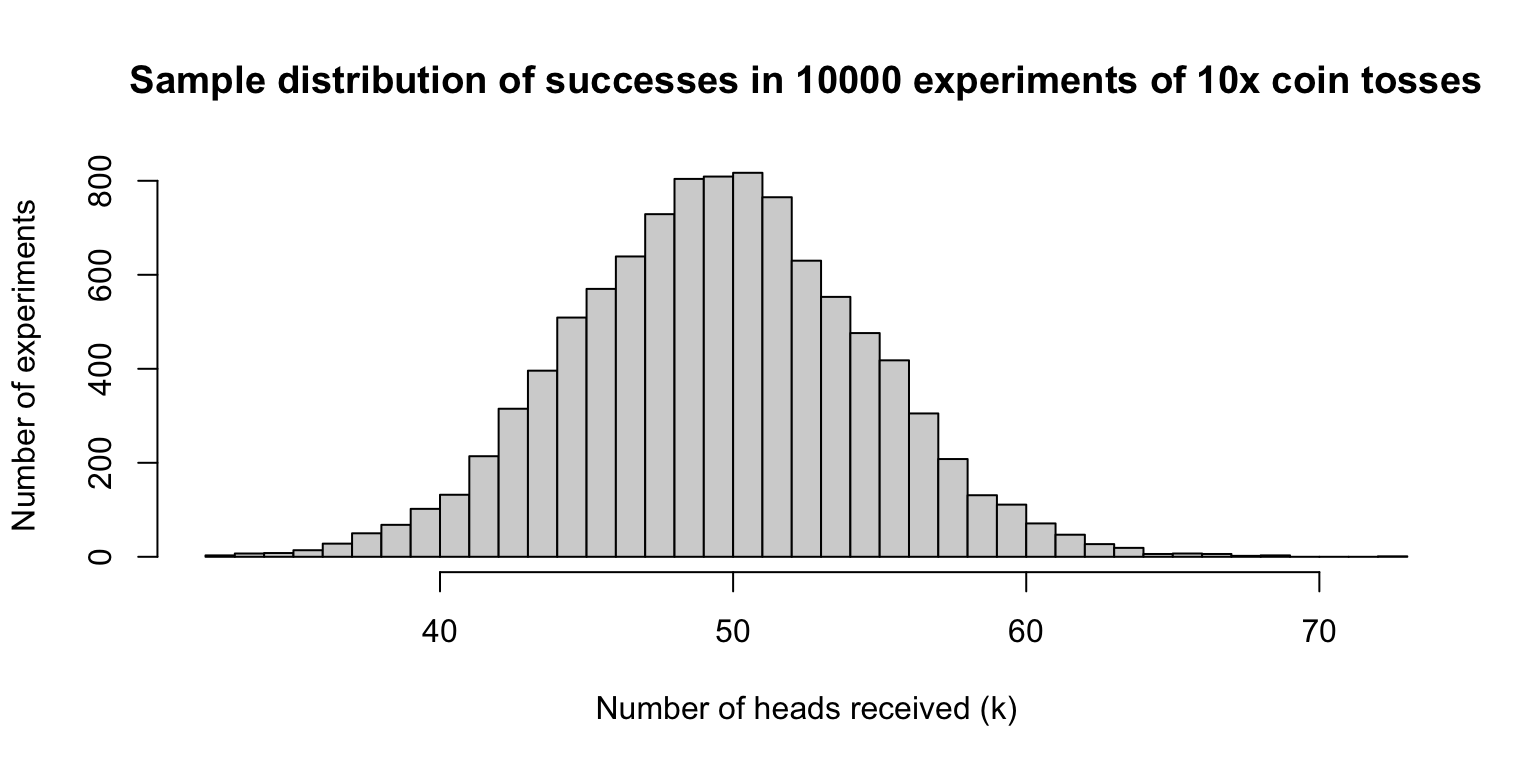 Sample distribution of successes in 10000 experiments of 10x coin tosses
800
600
400
200
0
Number of experiments
40 50 60 70
Number of heads received (k)